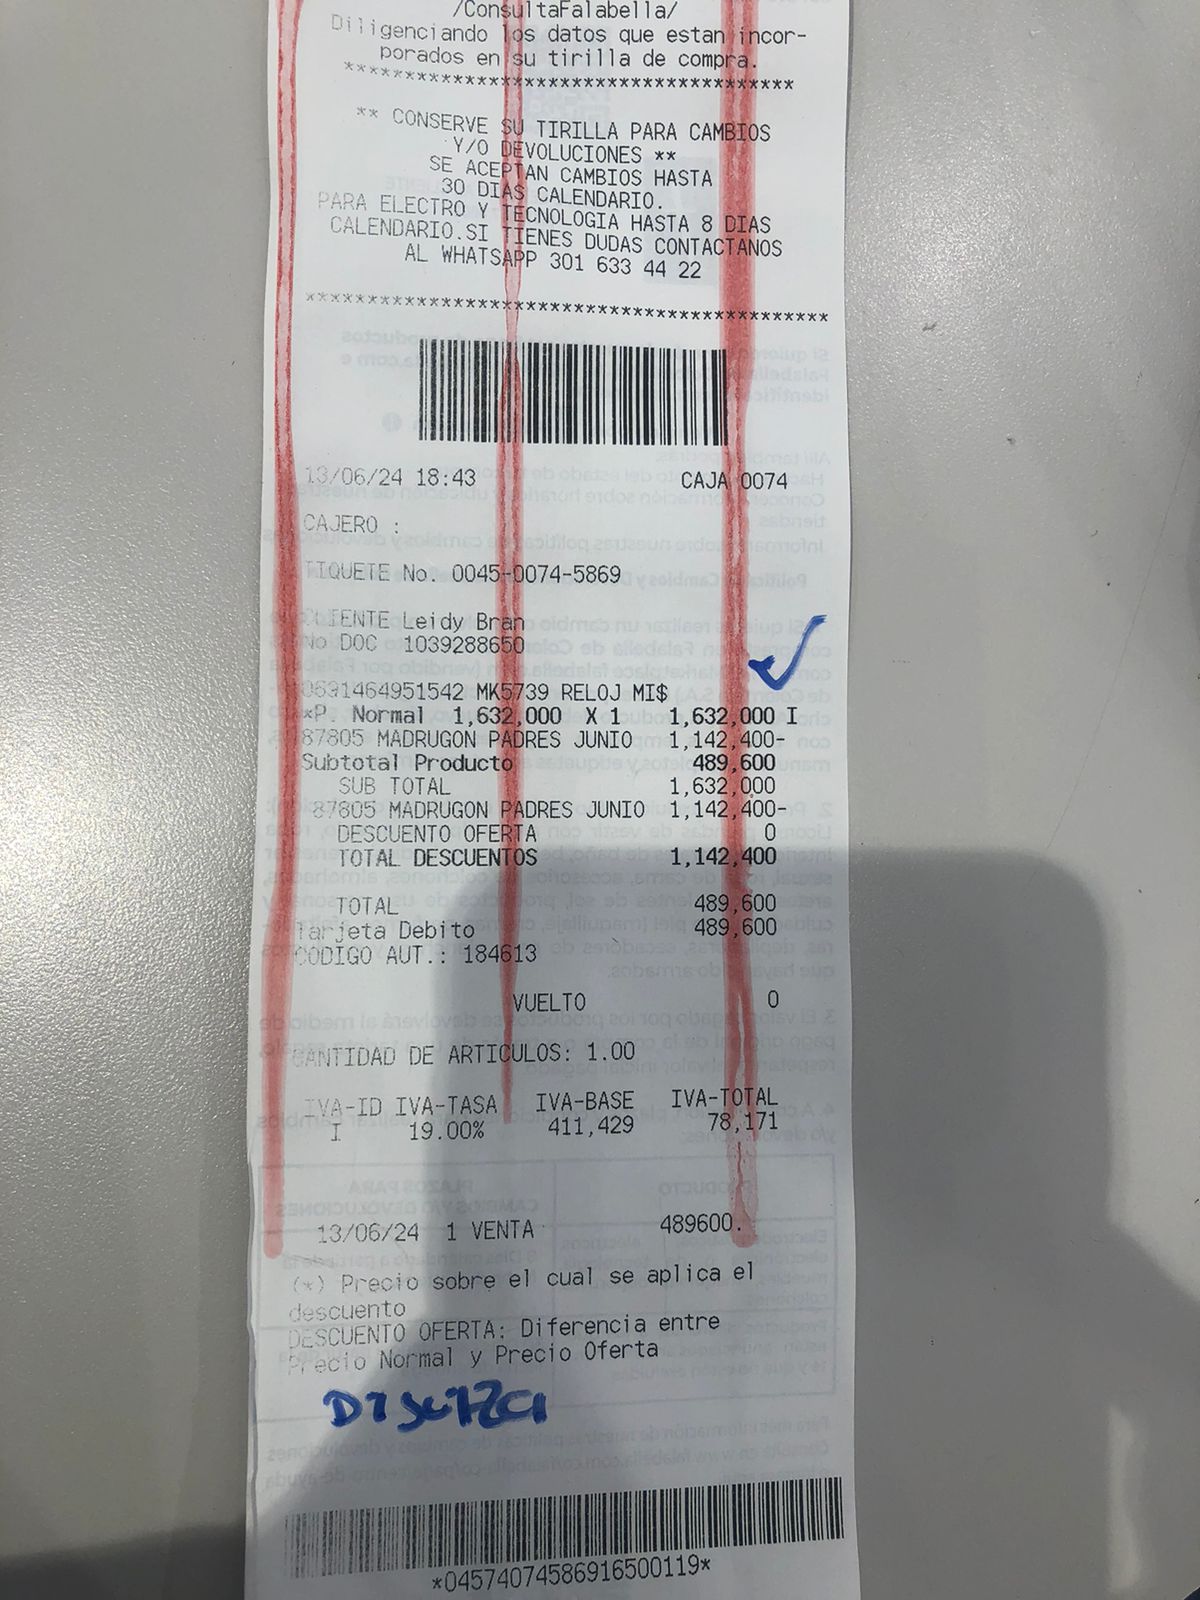 /ConsultaFalabella/
Diligenciando los datos que estan incor-
porados en su tirilla de compra.
****************************************
** CONSERVE SU TIRILLA PARA CAMBIOS
Y/O DEVOLUCIONES **
SE ACEPTAN CAMBIOS HASTA
30 DIAS CALENDARIO.
PARA ELECTRO Y TECNOLOGIA HASTA 8 DIAS
CALENDARIO.SI TIENES DUDAS CONTACTANOS
AL WHATSAPP 301 633 44 22
****************************************
13/06/24 18:43 CAJA 0074
CAJERO :
TIQUETE No. 0045-0074-5869
CLIENTE Leidy Bran
No DOC 1039288650
0691464951542 MK5739 RELOJ MI$
*P. Normal 1,632,000 X 1 1,632,000 I
87805 MADRUGON PADRES JUNIO 1,142,400-
Subtotal Producto 489,600
SUB TOTAL 1,632,000
87805 MADRUGON PADRES JUNIO 1,142,400-
DESCUENTO OFERTA 0
TOTAL DESCUENTOS 1,142,400
TOTAL 489,600
Tarjeta Debito 489,600
CODIGO AUT.: 184613
VUELTO 0
CANTIDAD DE ARTICULOS: 1.00
IVA-ID IVA-TASA IVA-BASE IVA-TOTAL
I 19.00% 411,429 78,171
13/06/24 1 VENTA 489600.
(*) Precio sobre el cual se aplica el
descuento
DESCUENTO OFERTA: Diferencia entre
Precio Normal y Precio Oferta
*04574074586916500119*